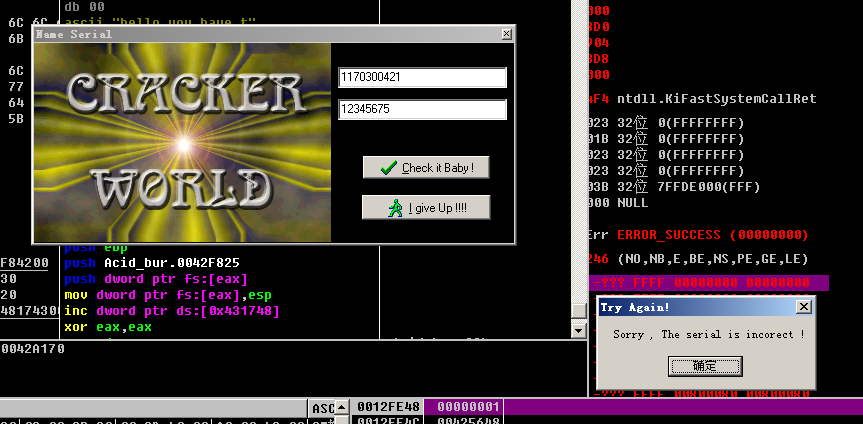 db 00
6C 6C
ascii "hello you have t"
6B
6C
77
64
5B
Name Serial
CRACKER
WORLD
1170300421
12345675
Check it Baby !
I give Up !!!!
000
8D0
904
8D8
000
4F4 ntdll.KiFastSystemCallRet
023 32位 0(FFFFFFFF)
01B 32位 0(FFFFFFFF)
023 32位 0(FFFFFFFF)
023 32位 0(FFFFFFFF)
03B 32位 7FFDE000(FFF)
000 NULL
Err ERROR_SUCCESS (00000000)
246 (NO,NB,E,BE,NS,PE,GE,LE)
-??? FFFF 00000000 00000000
push ebp
F84200 push Acid_bur.0042F825
30 push dword ptr fs:[eax]
20 mov dword ptr fs:[eax],esp
48174300 inc dword ptr ds:[0x431748]
xor eax,eax
Try Again!
Sorry , The serial is incorect !
确定
0042A170
-??? FFFF 00800080 00800080
ASC
0012FE48 00000001
0012FE4C 00425648